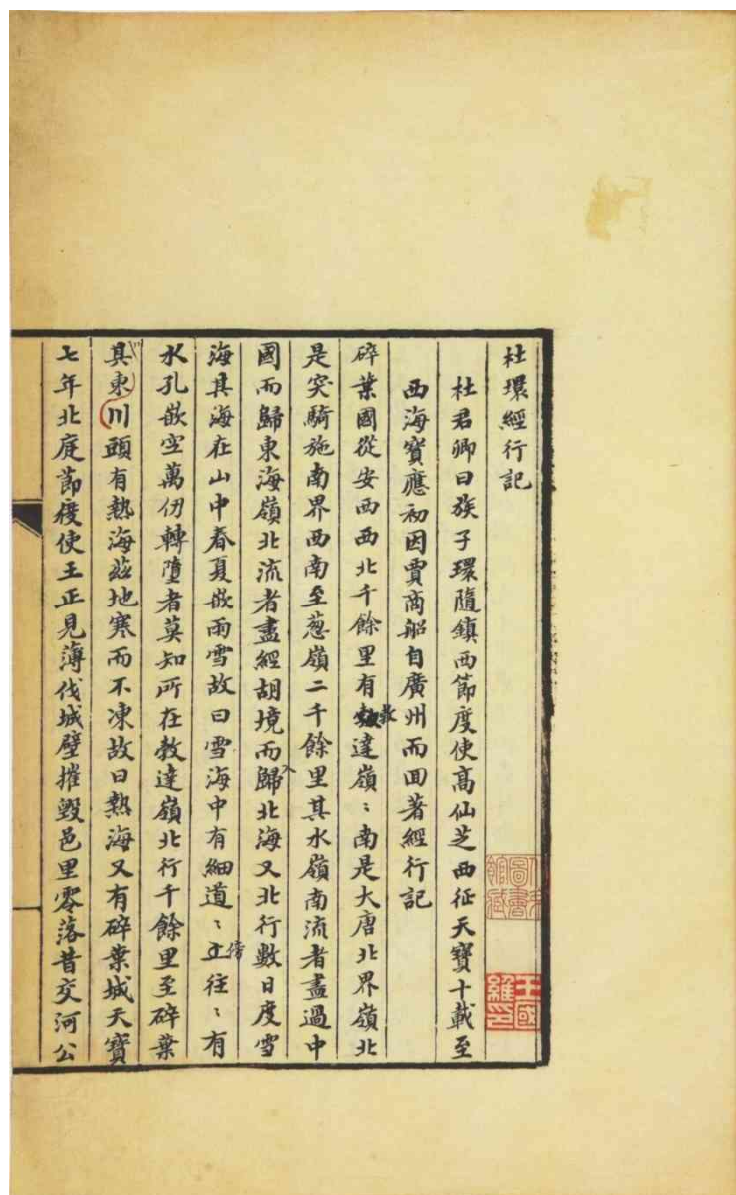 杜環經行記
杜君卿曰族子環隨鎮西節度使高仙芝西征天寶十載至
西海寶應初因賈商船自廣州而回著經行記
碎葉國從安西西北千餘里有勃達嶺〻南是大唐北界嶺北
是突騎施南界西南至葱嶺二千餘里其水嶺南流者盡過中
國而歸東海嶺北流者盡經胡境而歸入北海又北行數日度雪
海其海在山中春夏嵌雨雪故曰雪海中有細道〻正傍往〻有
水孔嵌空萬仞轉墮者莫知所在教達嶺北行千餘里至碎葉
其東川頭有熱海茲地寒而不凍故曰熱海又有碎葉城天寶
七年北庭節度使王正見薄伐城壁摧毀邑里零落昔交河公
王國維印